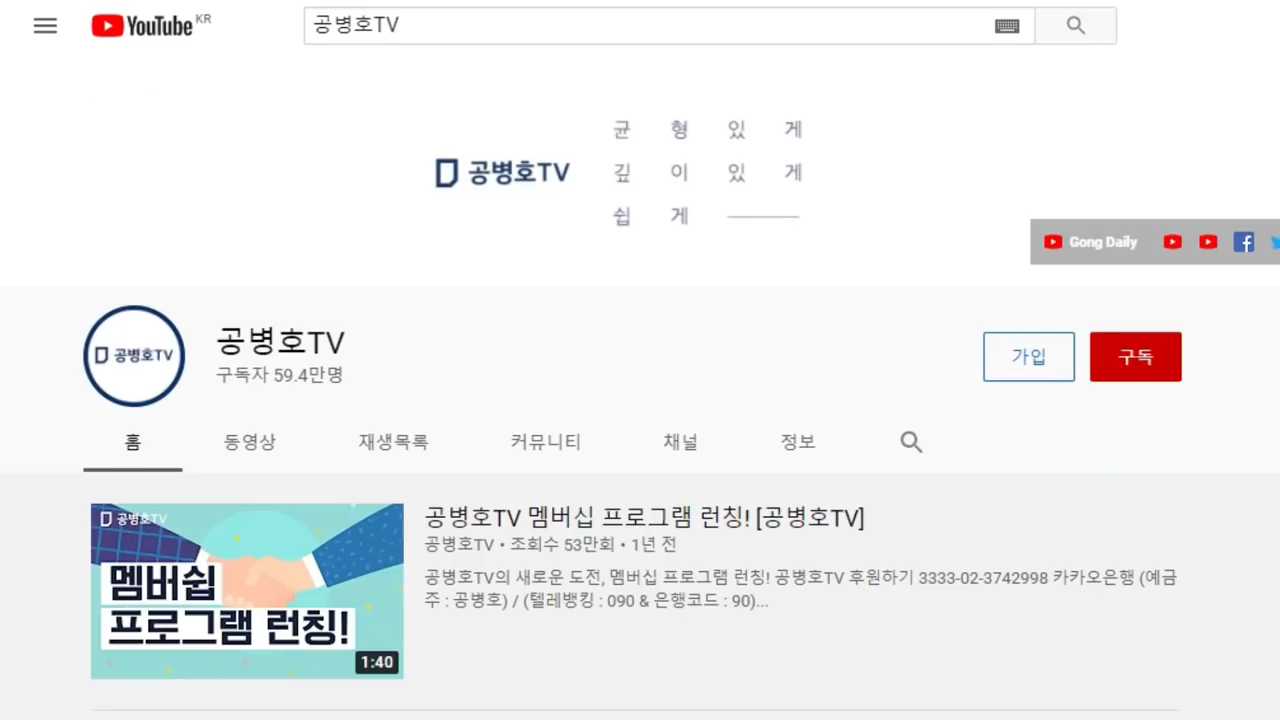 YouTube KR
공병호TV
균 형 있 게
공병호TV
깊 이 있 게
쉽 게
Gong Daily
공병호TV
공병호TV
구독자 59.4만명
가입
구독
홈 동영상 재생목록 커뮤니티 채널 정보
공병호TV
멤버쉽
프로그램 런칭!
1:40
공병호TV 멤버십 프로그램 런칭! [공병호TV]
공병호TV • 조회수 53만회 • 1년 전
공병호TV의 새로운 도전, 멤버십 프로그램 런칭! 공병호TV 후원하기 3333-02-3742998 카카오은행 (예금
주 : 공병호) / (텔레뱅킹 : 090 & 은행코드 : 90)...